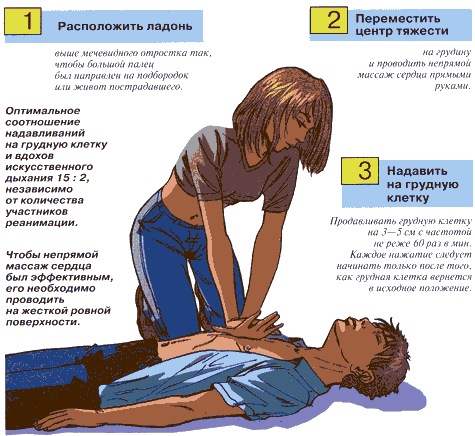 1 Расположить ладонь
выше мечевидного отростка так,
чтобы большой палец
был направлен на подбородок
или живот пострадавшего.
2 Переместить
центр тяжести
на грудину
и проводить непрямой
массаж сердца прямыми
руками.
Оптимальное
соотношение
надавливаний
на грудную клетку
и вдохов
искусственного
дыхания 15 : 2,
независимо
от количества
участников
реанимации.
3 Надавить
на грудную
клетку
Продавливать грудную клетку
на 3—5 см с частотой
не реже 60 раз в мин.
Каждое нажатие следует
начинать только после того,
как грудная клетка вернется
в исходное положение.
Чтобы непрямой
массаж сердца
был эффективным,
его необходимо
проводить
на жесткой ровной
поверхности.